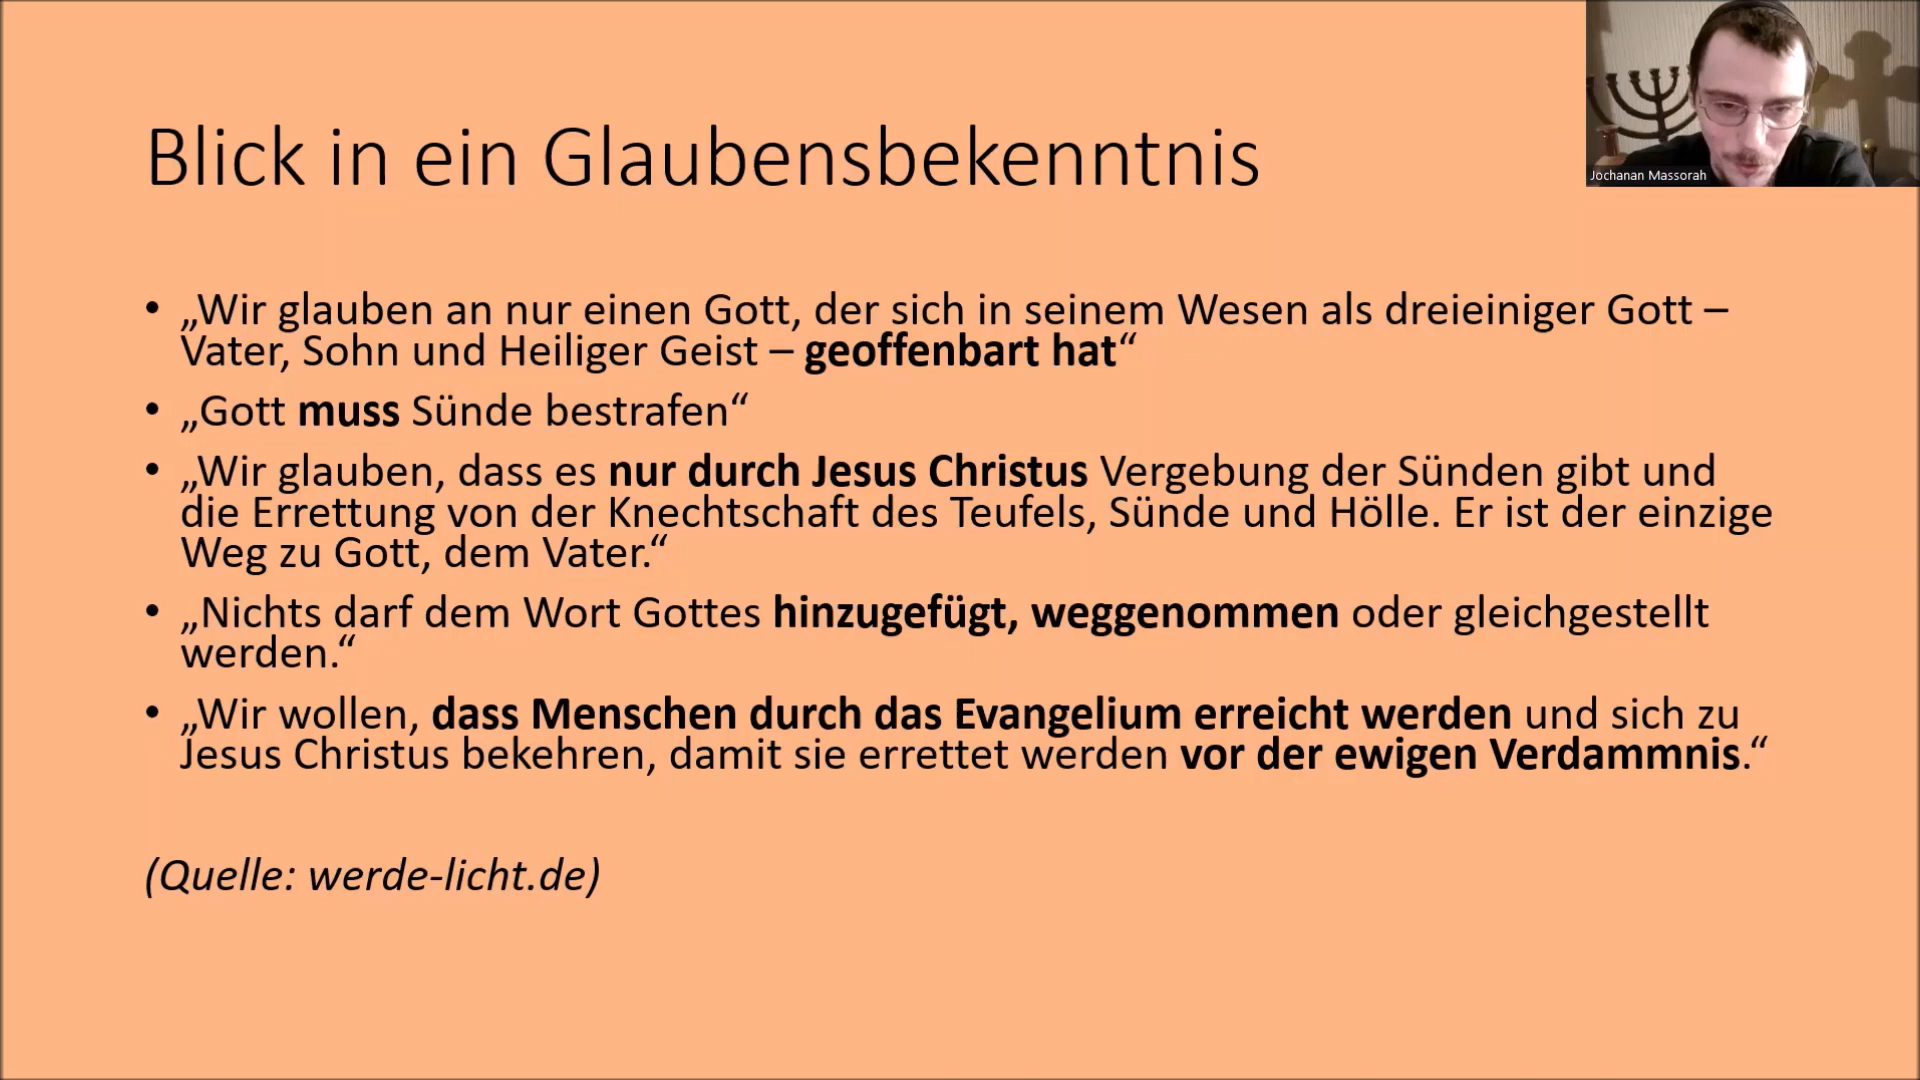 Blick in ein Glaubensbekenntnis
Jochanan Massorah
• „Wir glauben an nur einen Gott, der sich in seinem Wesen als dreieiniger Gott –
Vater, Sohn und Heiliger Geist – geoffenbart hat“
• „Gott muss Sünde bestrafen“
• „Wir glauben, dass es nur durch Jesus Christus Vergebung der Sünden gibt und
die Errettung von der Knechtschaft des Teufels, Sünde und Hölle. Er ist der einzige
Weg zu Gott, dem Vater.“
• „Nichts darf dem Wort Gottes hinzugefügt, weggenommen oder gleichgestellt
werden.“
• „Wir wollen, dass Menschen durch das Evangelium erreicht werden und sich zu
Jesus Christus bekehren, damit sie errettet werden vor der ewigen Verdammnis.“
(Quelle: werde-licht.de)